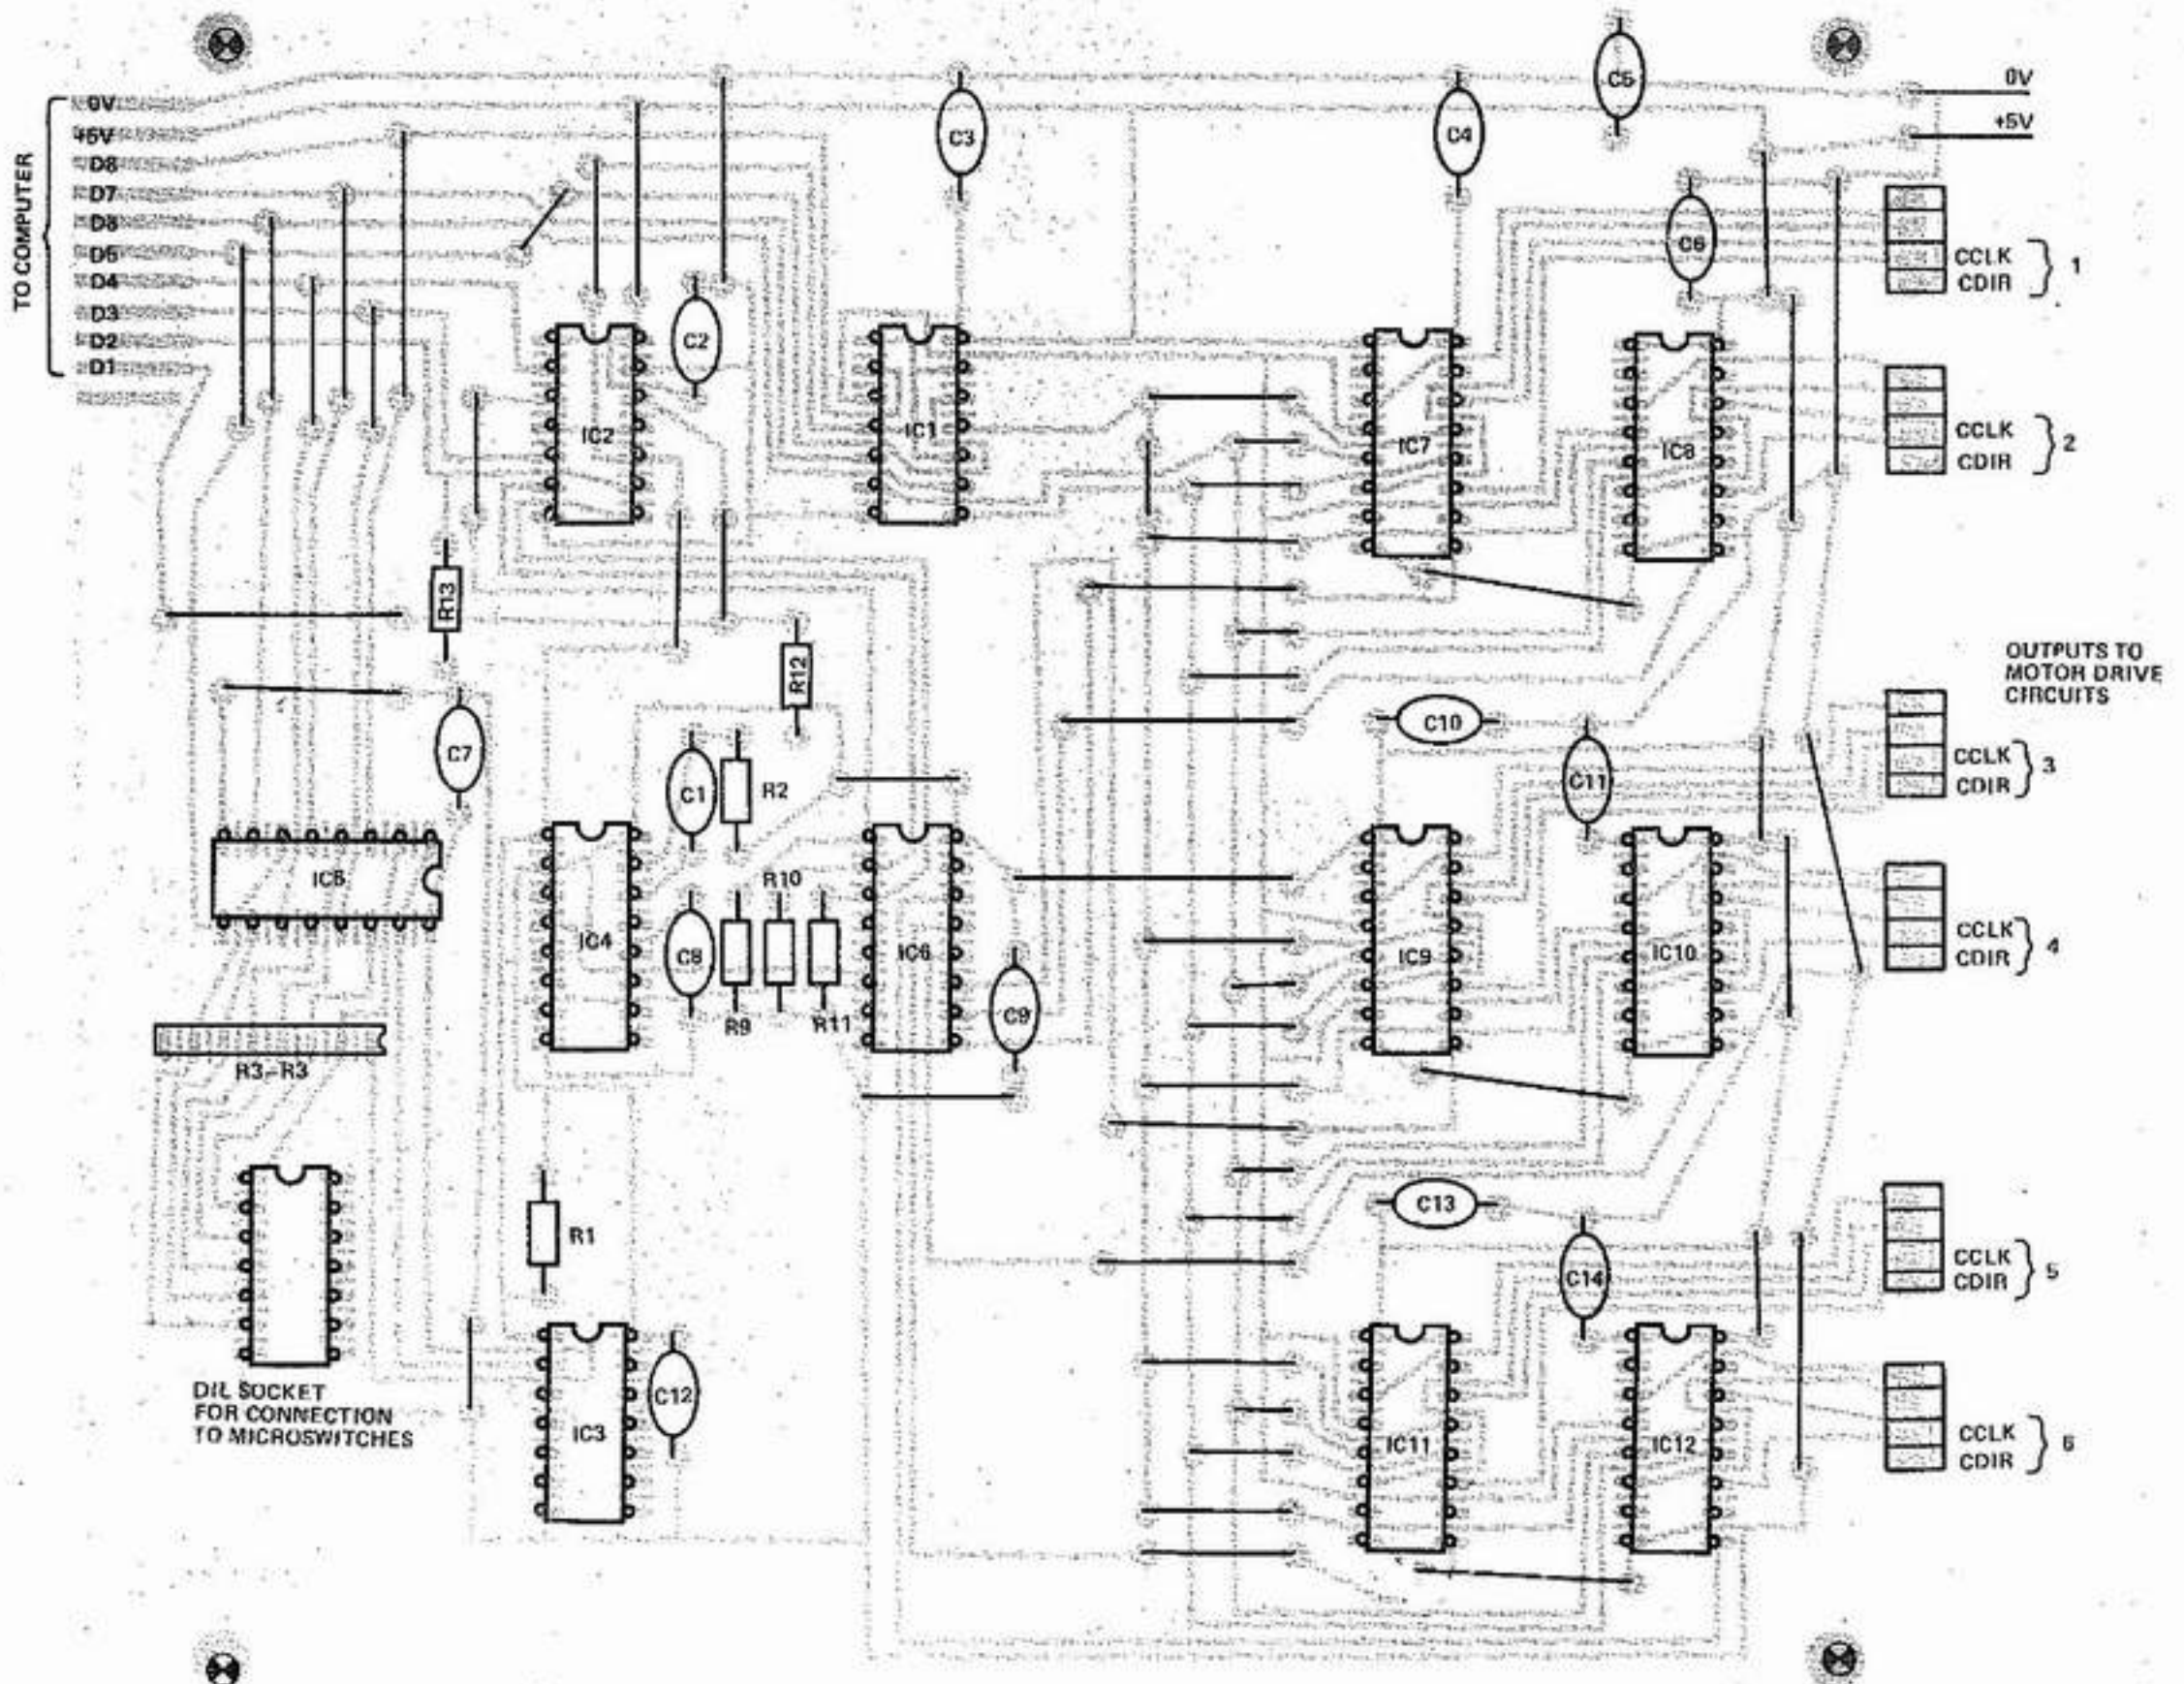 0V
+5V
D8
D7
D6
D5
D4
D3
D2
D1
TO COMPUTER
C3
C4
C5
0V
+5V
C6
CCLK
CDIR
1
C2
IC2
IC1
IC7
IC8
CCLK
CDIR
2
R13
R12
OUTPUTS TO
MOTOR DRIVE
CIRCUITS
C7
C1
R2
C10
C11
CCLK
CDIR
3
IC5
R10
IC4
C8
IC6
IC9
IC10
CCLK
CDIR
4
C9
R9
R11
R3-R3
R1
C13
C14
CCLK
CDIR
5
DIL SOCKET
FOR CONNECTION
TO MICROSWITCHES
C12
IC3
IC11
IC12
CCLK
CDIR
6